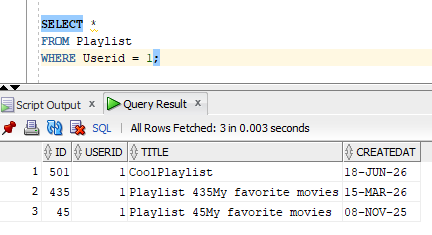 SELECT *
FROM Playlist
WHERE Userid = 1;
Script Output x Query Result x
SQL | All Rows Fetched: 3 in 0.003 seconds
ID USERID TITLE CREATEDAT
1 501 1 CoolPlaylist 18-JUN-26
2 435 1 Playlist 435My favorite movies 15-MAR-26
3 45 1 Playlist 45My favorite movies 08-NOV-25